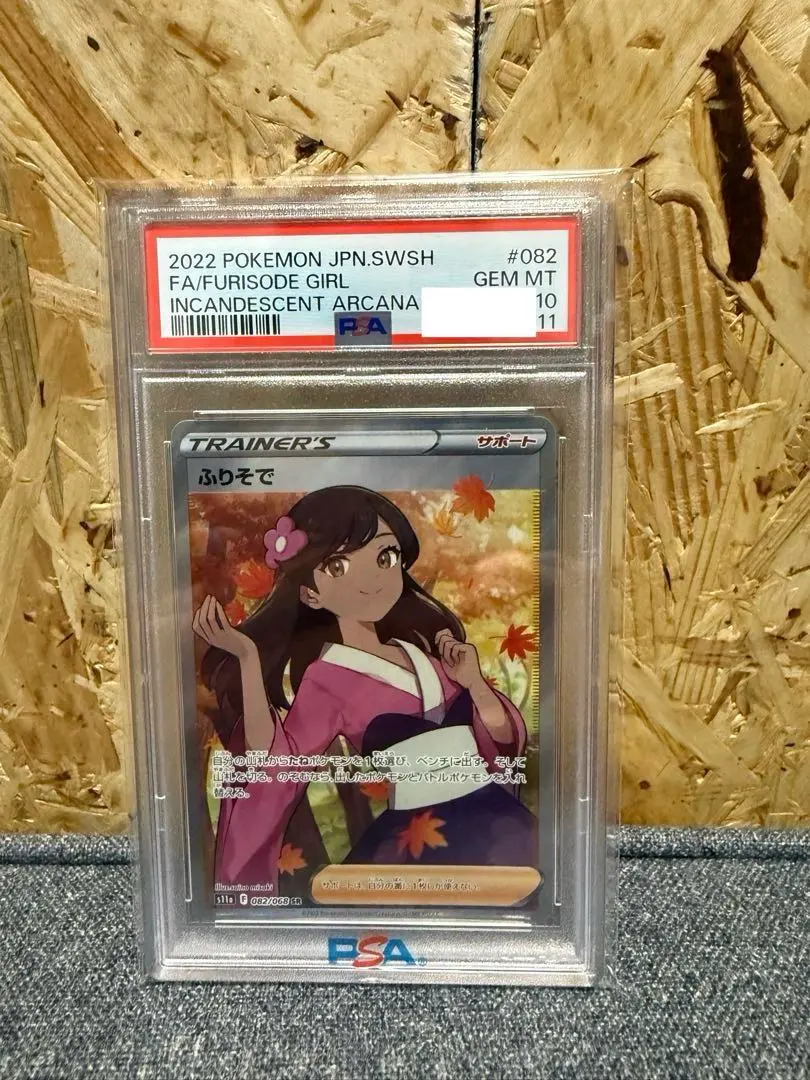 2022 POKEMON JPN.SWSH #082
FA/FURISODE GIRL GEM MT
INCANDESCENT ARCANA 10
PSA 11
TRAINER'S サポート
ふりそで
自分の山札からたねポケモンを1枚選び、ベンチに出す。そして
山札を切る。のぞむなら、出したポケモンとバトルポケモンを入れ
替える。
サポートは、自分の番に1枚しか使えない。
Illus.saino misaki
s11a F 082/068 SR
PSA